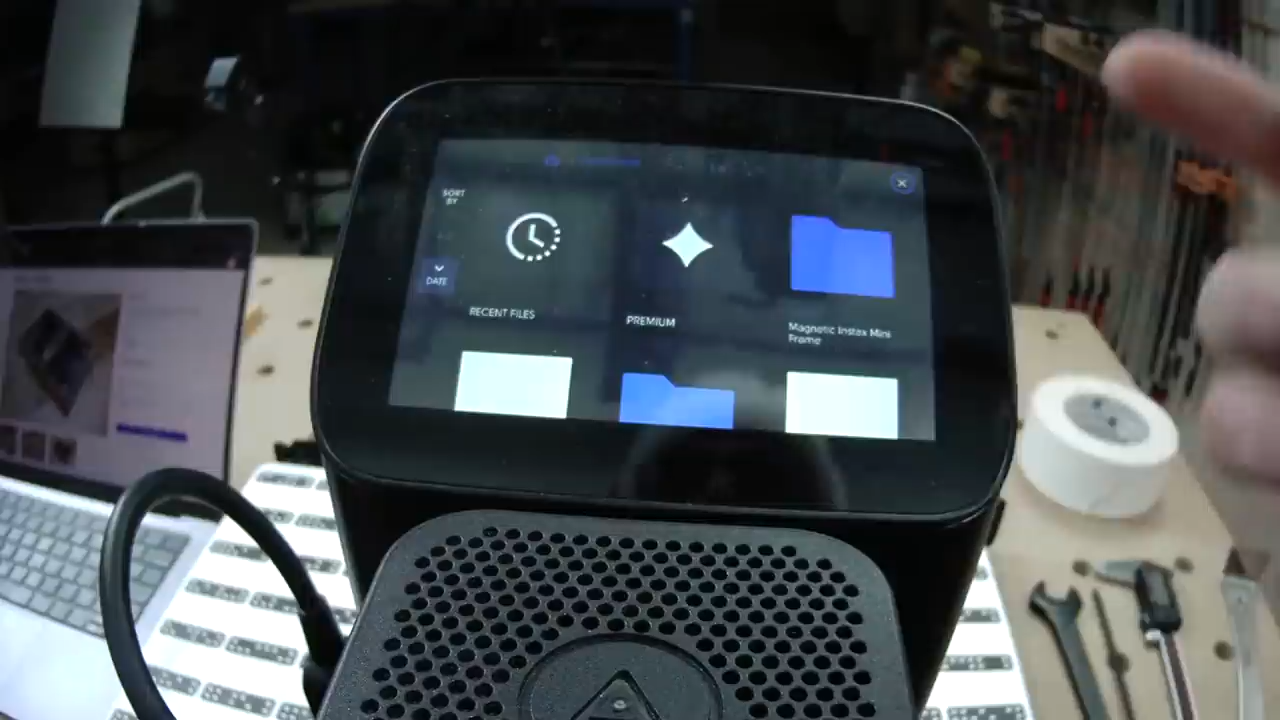 SORT
BY
DATE
RECENT FILES
PREMIUM
Magnetic Instax Mini
Frame